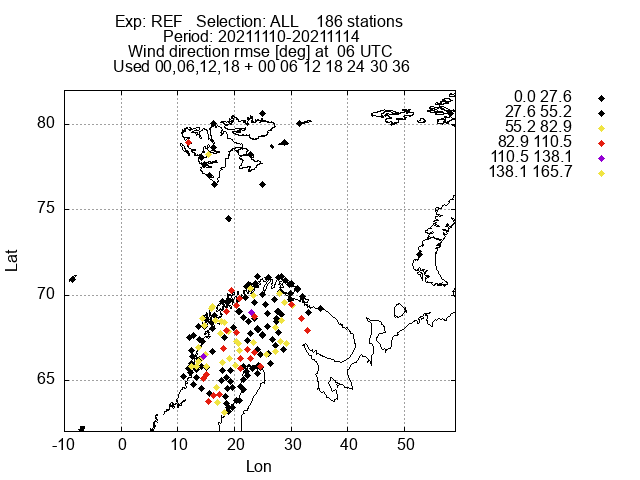 Exp: REF Selection: ALL 186 stations
Period: 20211110-20211114
Wind direction rmse [deg] at 06 UTC
Used 00,06,12,18 + 00 06 12 18 24 30 36
0.0 27.6
27.6 55.2
55.2 82.9
82.9 110.5
110.5 138.1
138.1 165.7
80
75
70
65
Lat
-10 0 10 20 30 40 50
Lon